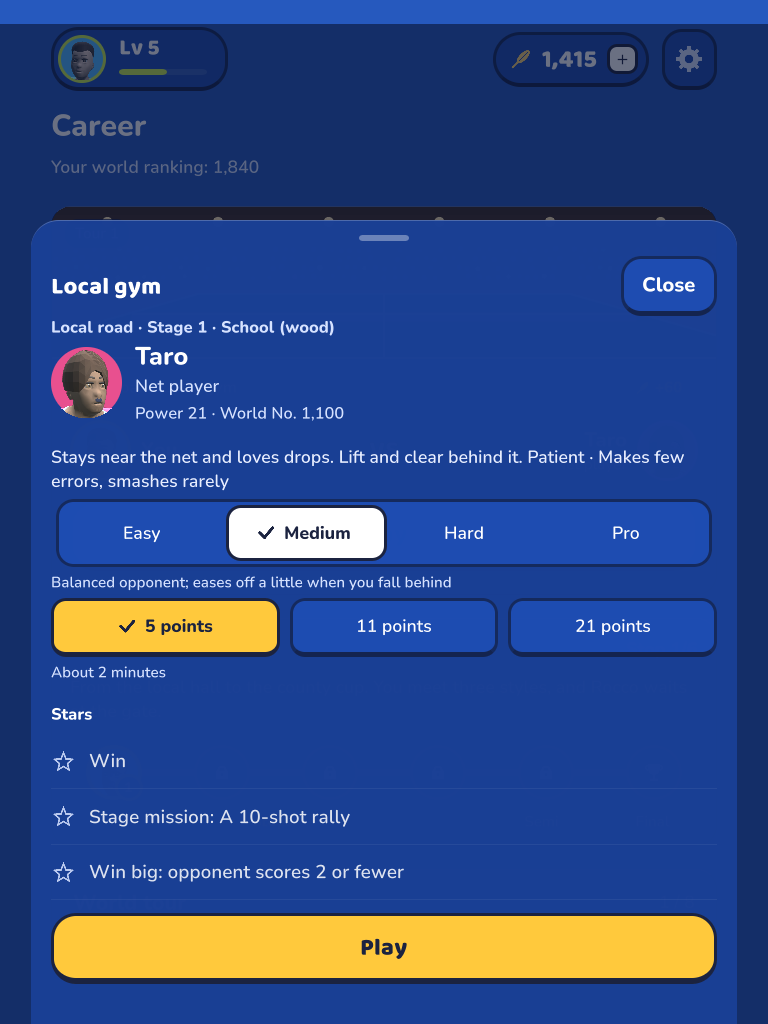 Lv 5
1,415
Career
Your world ranking: 1,840
Local gym
Close
Local road · Stage 1 · School (wood)
Taro
Net player
Power 21 · World No. 1,100
Stays near the net and loves drops. Lift and clear behind it. Patient · Makes few
errors, smashes rarely
Easy
Medium
Hard
Pro
Balanced opponent; eases off a little when you fall behind
5 points
11 points
21 points
About 2 minutes
Stars
Win
Stage mission: A 10-shot rally
Win big: opponent scores 2 or fewer
Play